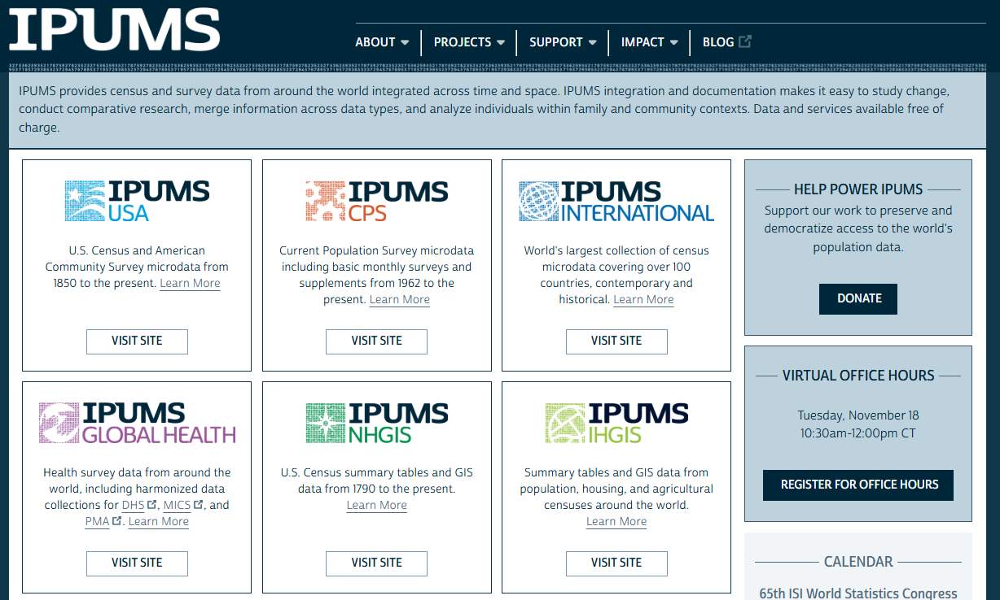 IPUMS
ABOUT
PROJECTS
SUPPORT
IMPACT
BLOG
IPUMS provides census and survey data from around the world integrated across time and space. IPUMS integration and documentation makes it easy to study change,
conduct comparative research, merge information across data types, and analyze individuals within family and community contexts. Data and services available free of
charge.
IPUMS
USA
U.S. Census and American
Community Survey microdata from
1850 to the present. Learn More
VISIT SITE
IPUMS
CPS
Current Population Survey microdata
including basic monthly surveys and
supplements from 1962 to the
present. Learn More
VISIT SITE
IPUMS
INTERNATIONAL
World's largest collection of census
microdata covering over 100
countries, contemporary and
historical. Learn More
VISIT SITE
HELP POWER IPUMS
Support our work to preserve and
democratize access to the world's
population data.
DONATE
IPUMS
GLOBAL HEALTH
Health survey data from around the
world, including harmonized data
collections for DHS, MICS, and
PMA. Learn More
VISIT SITE
IPUMS
NHGIS
U.S. Census summary tables and GIS
data from 1790 to the present.
Learn More
VISIT SITE
IPUMS
IHGIS
Summary tables and GIS data from
population, housing, and agricultural
censuses around the world.
Learn More
VISIT SITE
VIRTUAL OFFICE HOURS
Tuesday, November 18
10:30am-12:00pm CT
REGISTER FOR OFFICE HOURS
CALENDAR
65th ISI World Statistics Congress